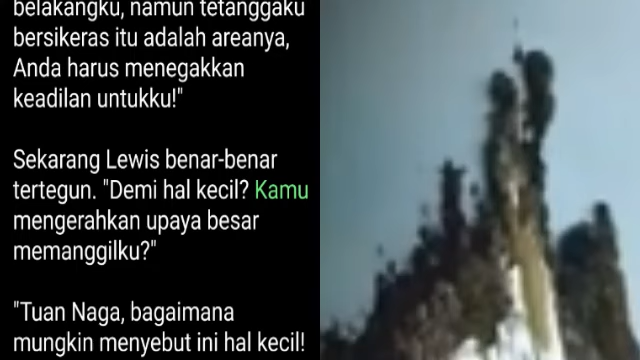 belakangku, namun tetanggaku
bersikeras itu adalah areanya,
Anda harus menegakkan
keadilan untukku!"
Sekarang Lewis benar-benar
tertegun. "Demi hal kecil? Kamu
mengerahkan upaya besar
memanggilku?"
"Tuan Naga, bagaimana
mungkin menyebut ini hal kecil!